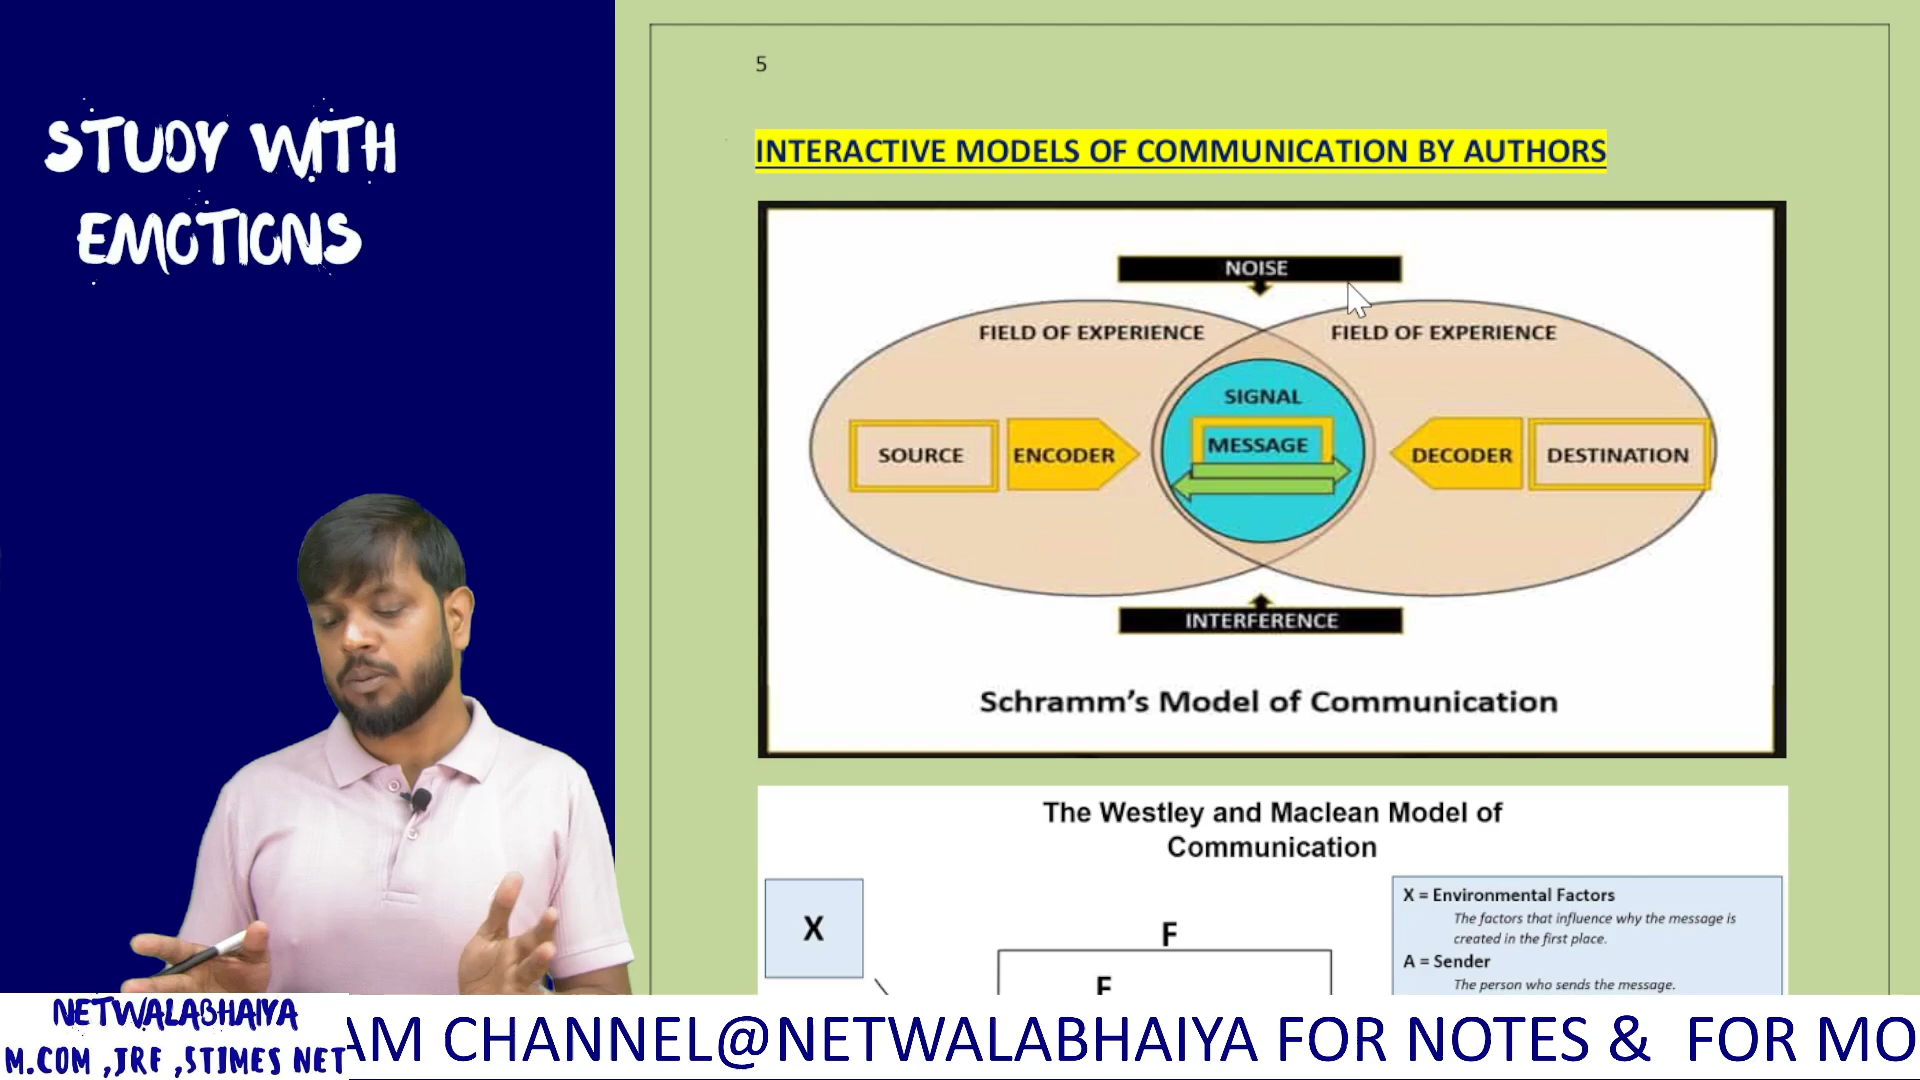 STUDY WITH
EMOTIONS
5
INTERACTIVE MODELS OF COMMUNICATION BY AUTHORS
NOISE
FIELD OF EXPERIENCE
FIELD OF EXPERIENCE
SIGNAL
MESSAGE
SOURCE
ENCODER
DECODER
DESTINATION
INTERFERENCE
Schramm's Model of Communication
The Westley and Maclean Model of
Communication
X
F
F
X = Environmental Factors
The factors that influence why the message is
created in the first place.
A = Sender
The person who sends the message.
NETWALABHAIYA
M.COM ,JRF ,5TIMES NET
AM CHANNEL@NETWALABHAIYA FOR NOTES & FOR MO